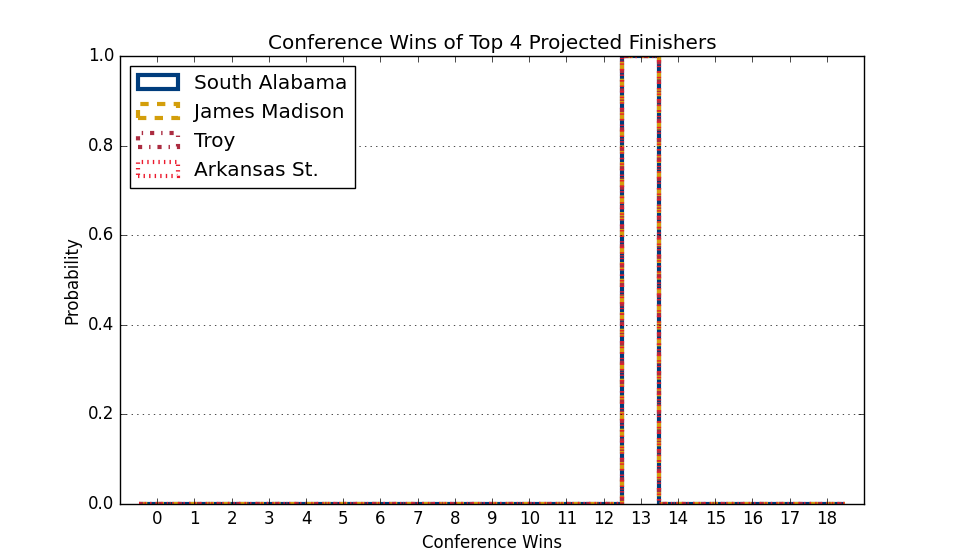 Conference Wins of Top 4 Projected Finishers
1.0
0.8
0.6
0.4
0.2
0.0
Probability
South Alabama
James Madison
Troy
Arkansas St.
0 1 2 3 4 5 6 7 8 9 10 11 12 13 14 15 16 17 18
Conference Wins